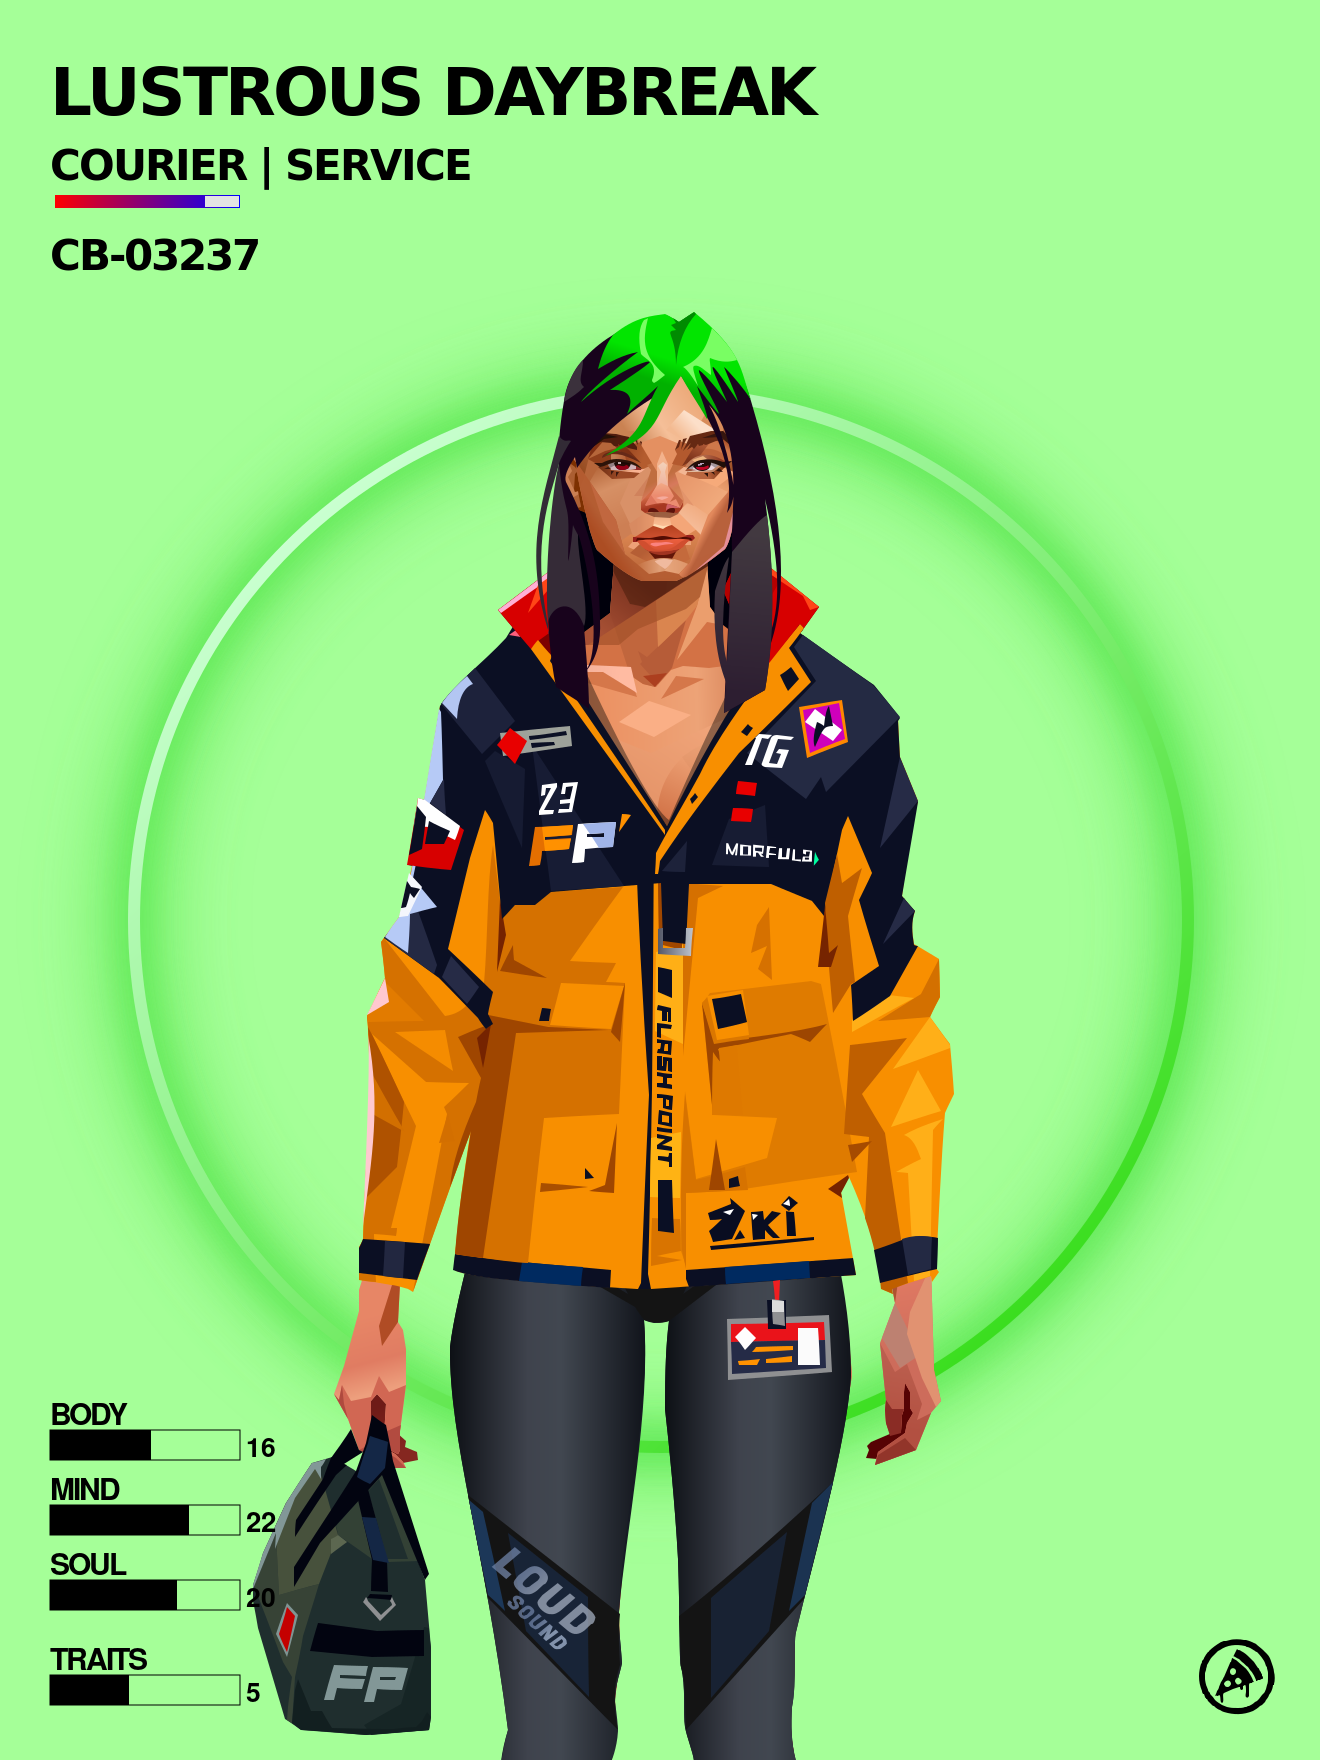 LUSTROUS DAYBREAK
COURIER | SERVICE
CB-03237
TG
23
FP
MORFULA
FLASH POINT
ZKi
BODY
16
MIND
22
SOUL
20
TRAITS
5
LOUD
SOUND
FP